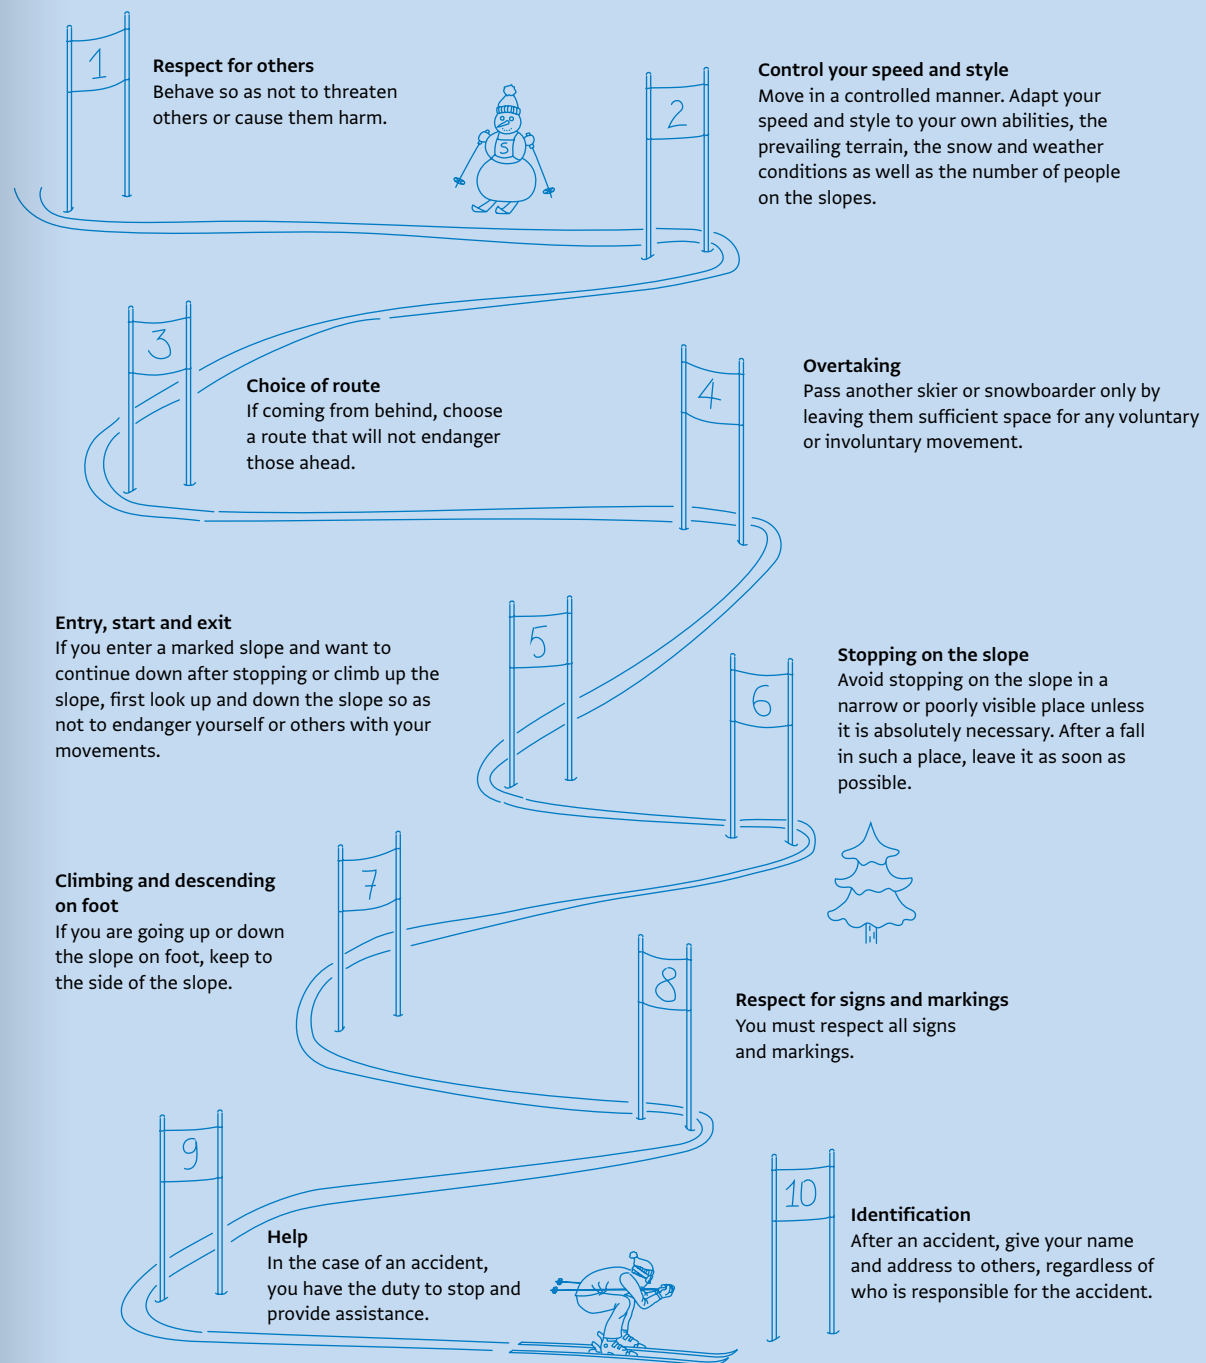 1
Respect for others
Behave so as not to threaten
others or cause them harm.
S
2
Control your speed and style
Move in a controlled manner. Adapt your
speed and style to your own abilities, the
prevailing terrain, the snow and weather
conditions as well as the number of people
on the slopes.
3
Choice of route
If coming from behind, choose
a route that will not endanger
those ahead.
4
Overtaking
Pass another skier or snowboarder only by
leaving them sufficient space for any voluntary
or involuntary movement.
5
Entry, start and exit
If you enter a marked slope and want to
continue down after stopping or climb up the
slope, first look up and down the slope so as
not to endanger yourself or others with your
movements.
6
Stopping on the slope
Avoid stopping on the slope in a
narrow or poorly visible place unless
it is absolutely necessary. After a fall
in such a place, leave it as soon as
possible.
7
Climbing and descending
on foot
If you are going up or down
the slope on foot, keep to
the side of the slope.
8
Respect for signs and markings
You must respect all signs
and markings.
9
Help
In the case of an accident,
you have the duty to stop and
provide assistance.
10
Identification
After an accident, give your name
and address to others, regardless of
who is responsible for the accident.